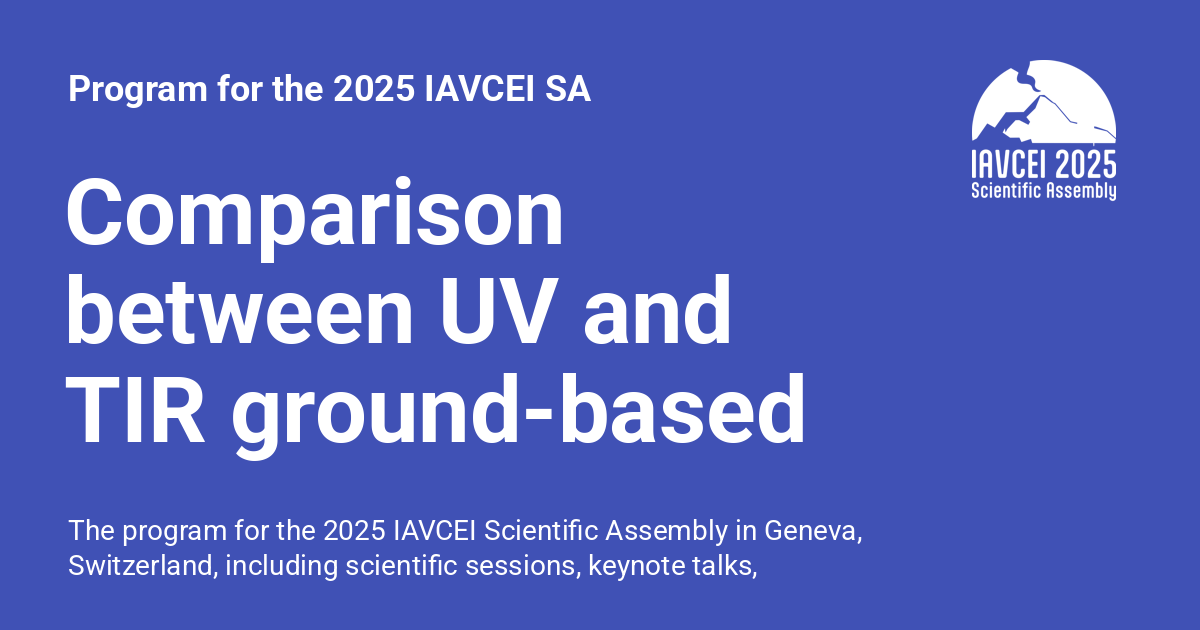 Program for the 2025 IAVCEI SA
IAVCEI 2025
Scientific Assembly
Comparison
between UV and
TIR ground-based
The program for the 2025 IAVCEI Scientific Assembly in Geneva,
Switzerland, including scientific sessions, keynote talks,